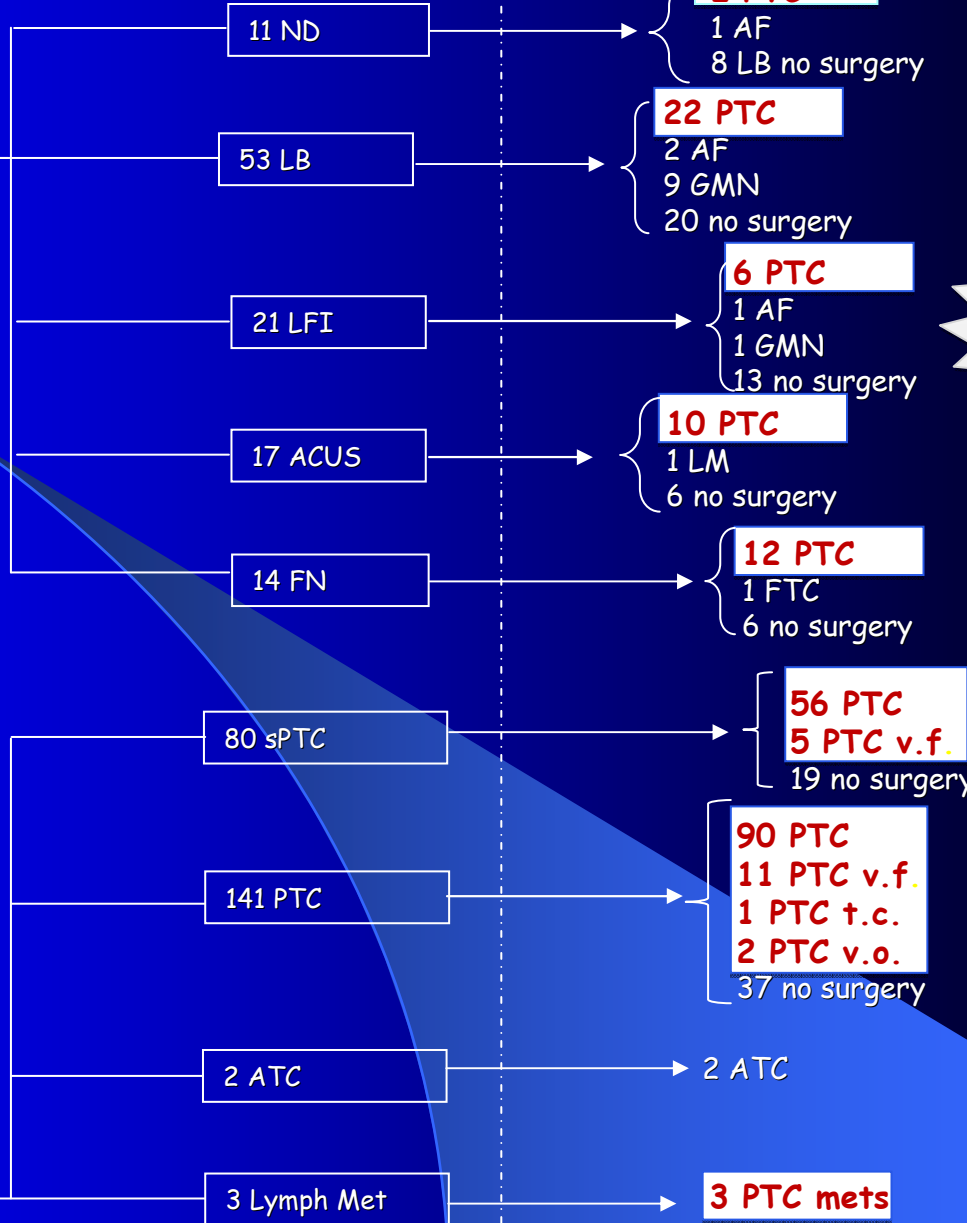 11 ND
1 AF
8 LB no surgery
53 LB
22 PTC
2 AF
9 GMN
20 no surgery
21 LFI
6 PTC
1 AF
1 GMN
13 no surgery
17 ACUS
10 PTC
1 LM
6 no surgery
14 FN
12 PTC
1 FTC
6 no surgery
80 sPTC
56 PTC
5 PTC v.f.
19 no surgery
141 PTC
90 PTC
11 PTC v.f.
1 PTC t.c.
2 PTC v.o.
37 no surgery
2 ATC
2 ATC
3 Lymph Met
3 PTC mets